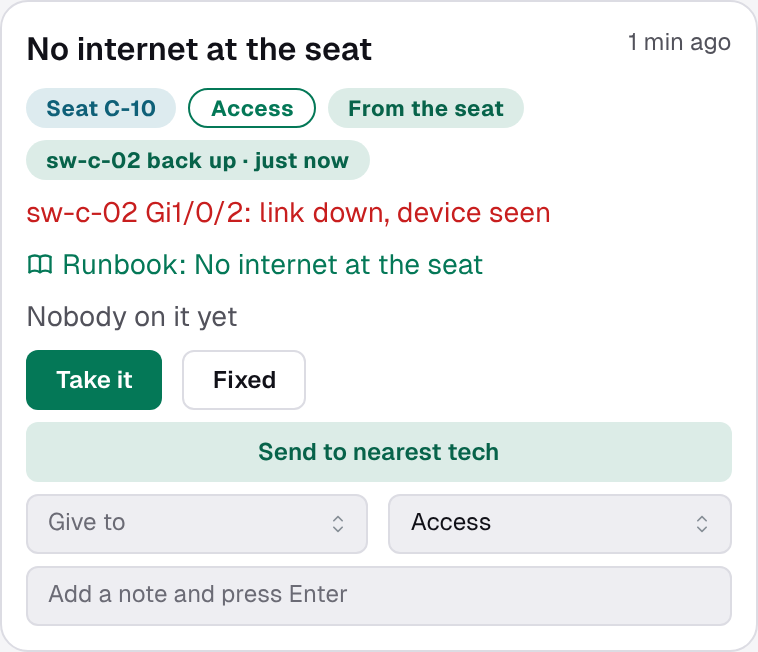 No internet at the seat
1 min ago
Seat C-10 Access From the seat
sw-c-02 back up · just now
sw-c-02 Gi1/0/2: link down, device seen
Runbook: No internet at the seat
Nobody on it yet
Take it Fixed
Send to nearest tech
Give to Access
Add a note and press Enter